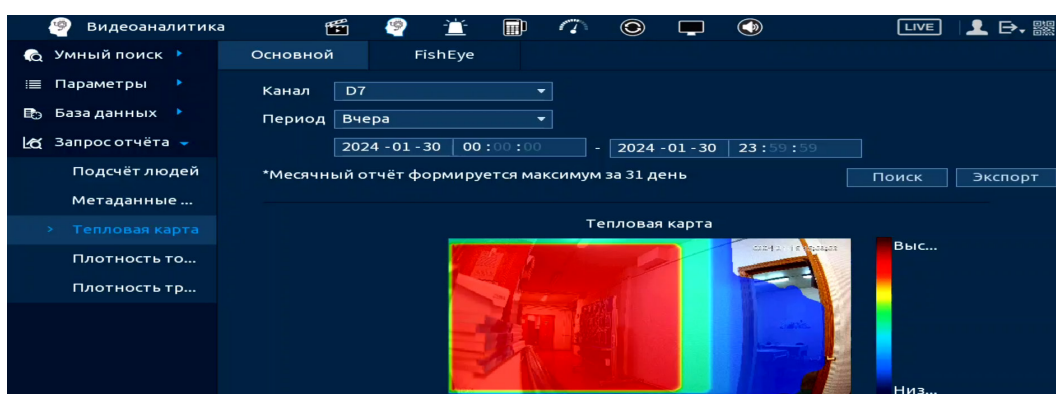 Видеоаналитика LIVE
Умный поиск
Параметры
База данных
Запрос отчёта
Подсчёт людей
Метаданные ...
Тепловая карта
Плотность то...
Плотность тр...
Основной FishEye
Канал D7
Период Вчера
2024 - 01 - 30 00 : 00 : 00 - 2024 - 01 - 30 23 : 59 : 59
*Месячный отчёт формируется максимум за 31 день
Поиск Экспорт
Тепловая карта
Выс...
Низ...